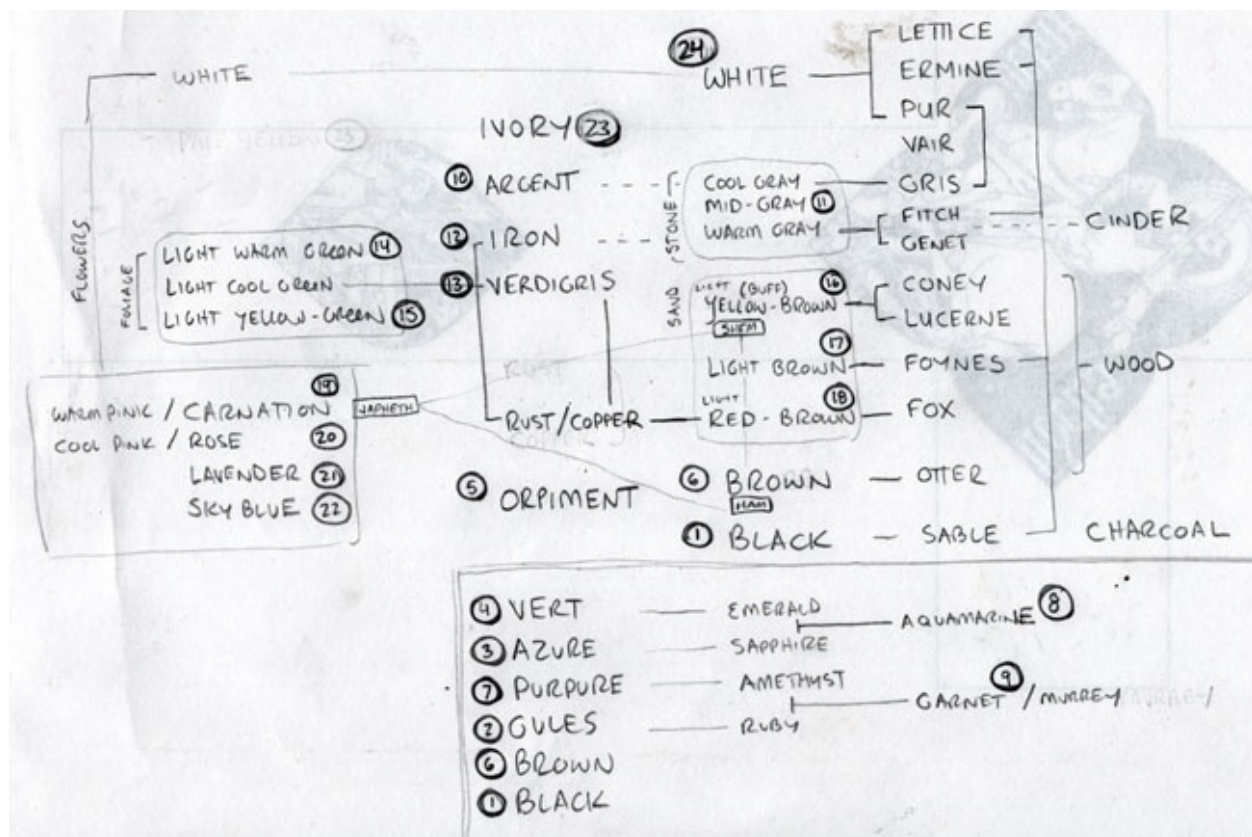 LETTICE
24
WHITE
WHITE
ERMINE
PUR
IVORY 23
VAIR
PALE YELLOW
10 ARGENT
COOL GRAY
GRIS
MID-GRAY 11
STONE
FLOWERS
12 IRON
WARM GRAY
FITCH
CINDER
GENET
LIGHT WARM GREEN 14
FOLIAGE
LIGHT COOL GREEN
13 VERDIGRIS
LIGHT YELLOW-GREEN 15
SAND
LIGHT (BUFF) 16
YELLOW-BROWN
CONEY
LUCERNE
SHEM
17
LIGHT BROWN
FOYNES
WOOD
RUST
19
WARM PINK / CARNATION
JAPHETH
RUST/COPPER
LIGHT 18
RED-BROWN
FOX
COPPER
COOL PINK / ROSE 20
LAVENDER 21
SKY BLUE 22
5 ORPIMENT
6 BROWN
OTTER
HAM
1 BLACK
SABLE
CHARCOAL
4 VERT
EMERALD
AQUAMARINE 8
3 AZURE
SAPPHIRE
7 PURPURE
AMETHYST
9
GARNET / MURREY
2 GULES
RUBY
6 BROWN
1 BLACK